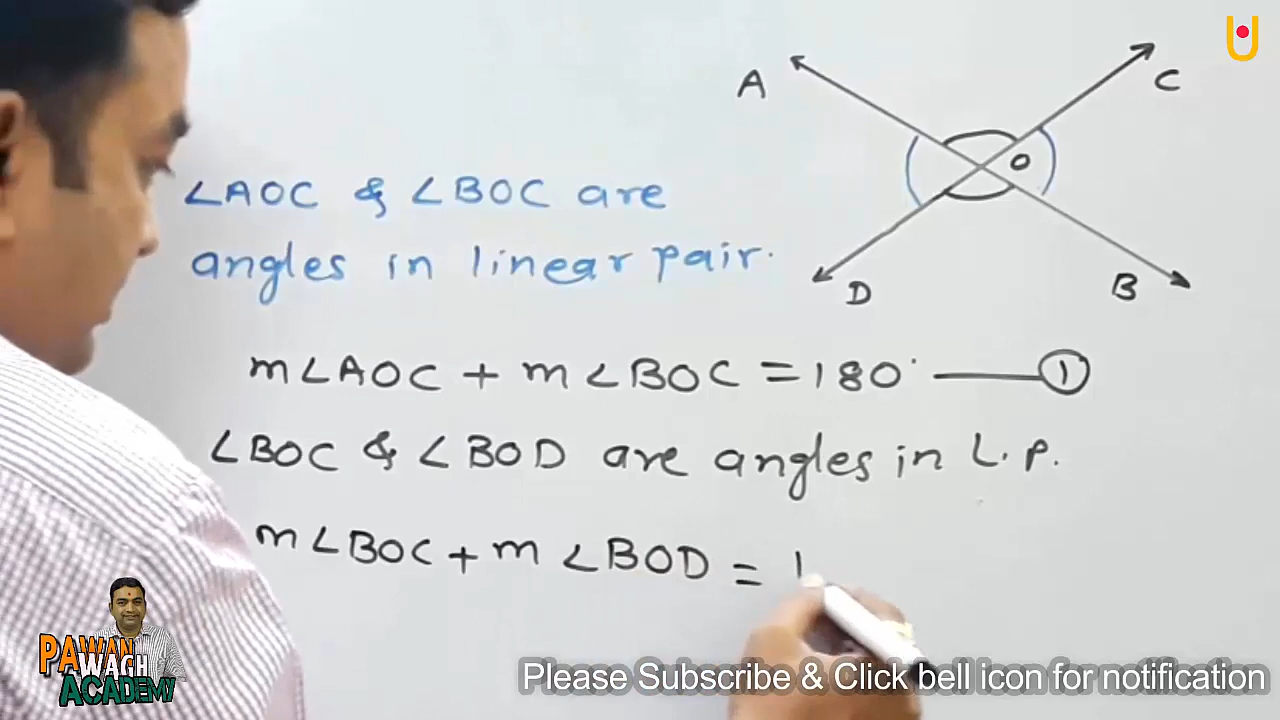 A
C
O
D
B
∠AOC & ∠BOC are
angles in linear pair.
m∠AOC + m∠BOC = 180° ——— ①
∠BOC & ∠BOD are angles in L.P.
m∠BOC + m∠BOD = 1
PAWAN
WAGH
ACADEMY
Please Subscribe & Click bell icon for notification